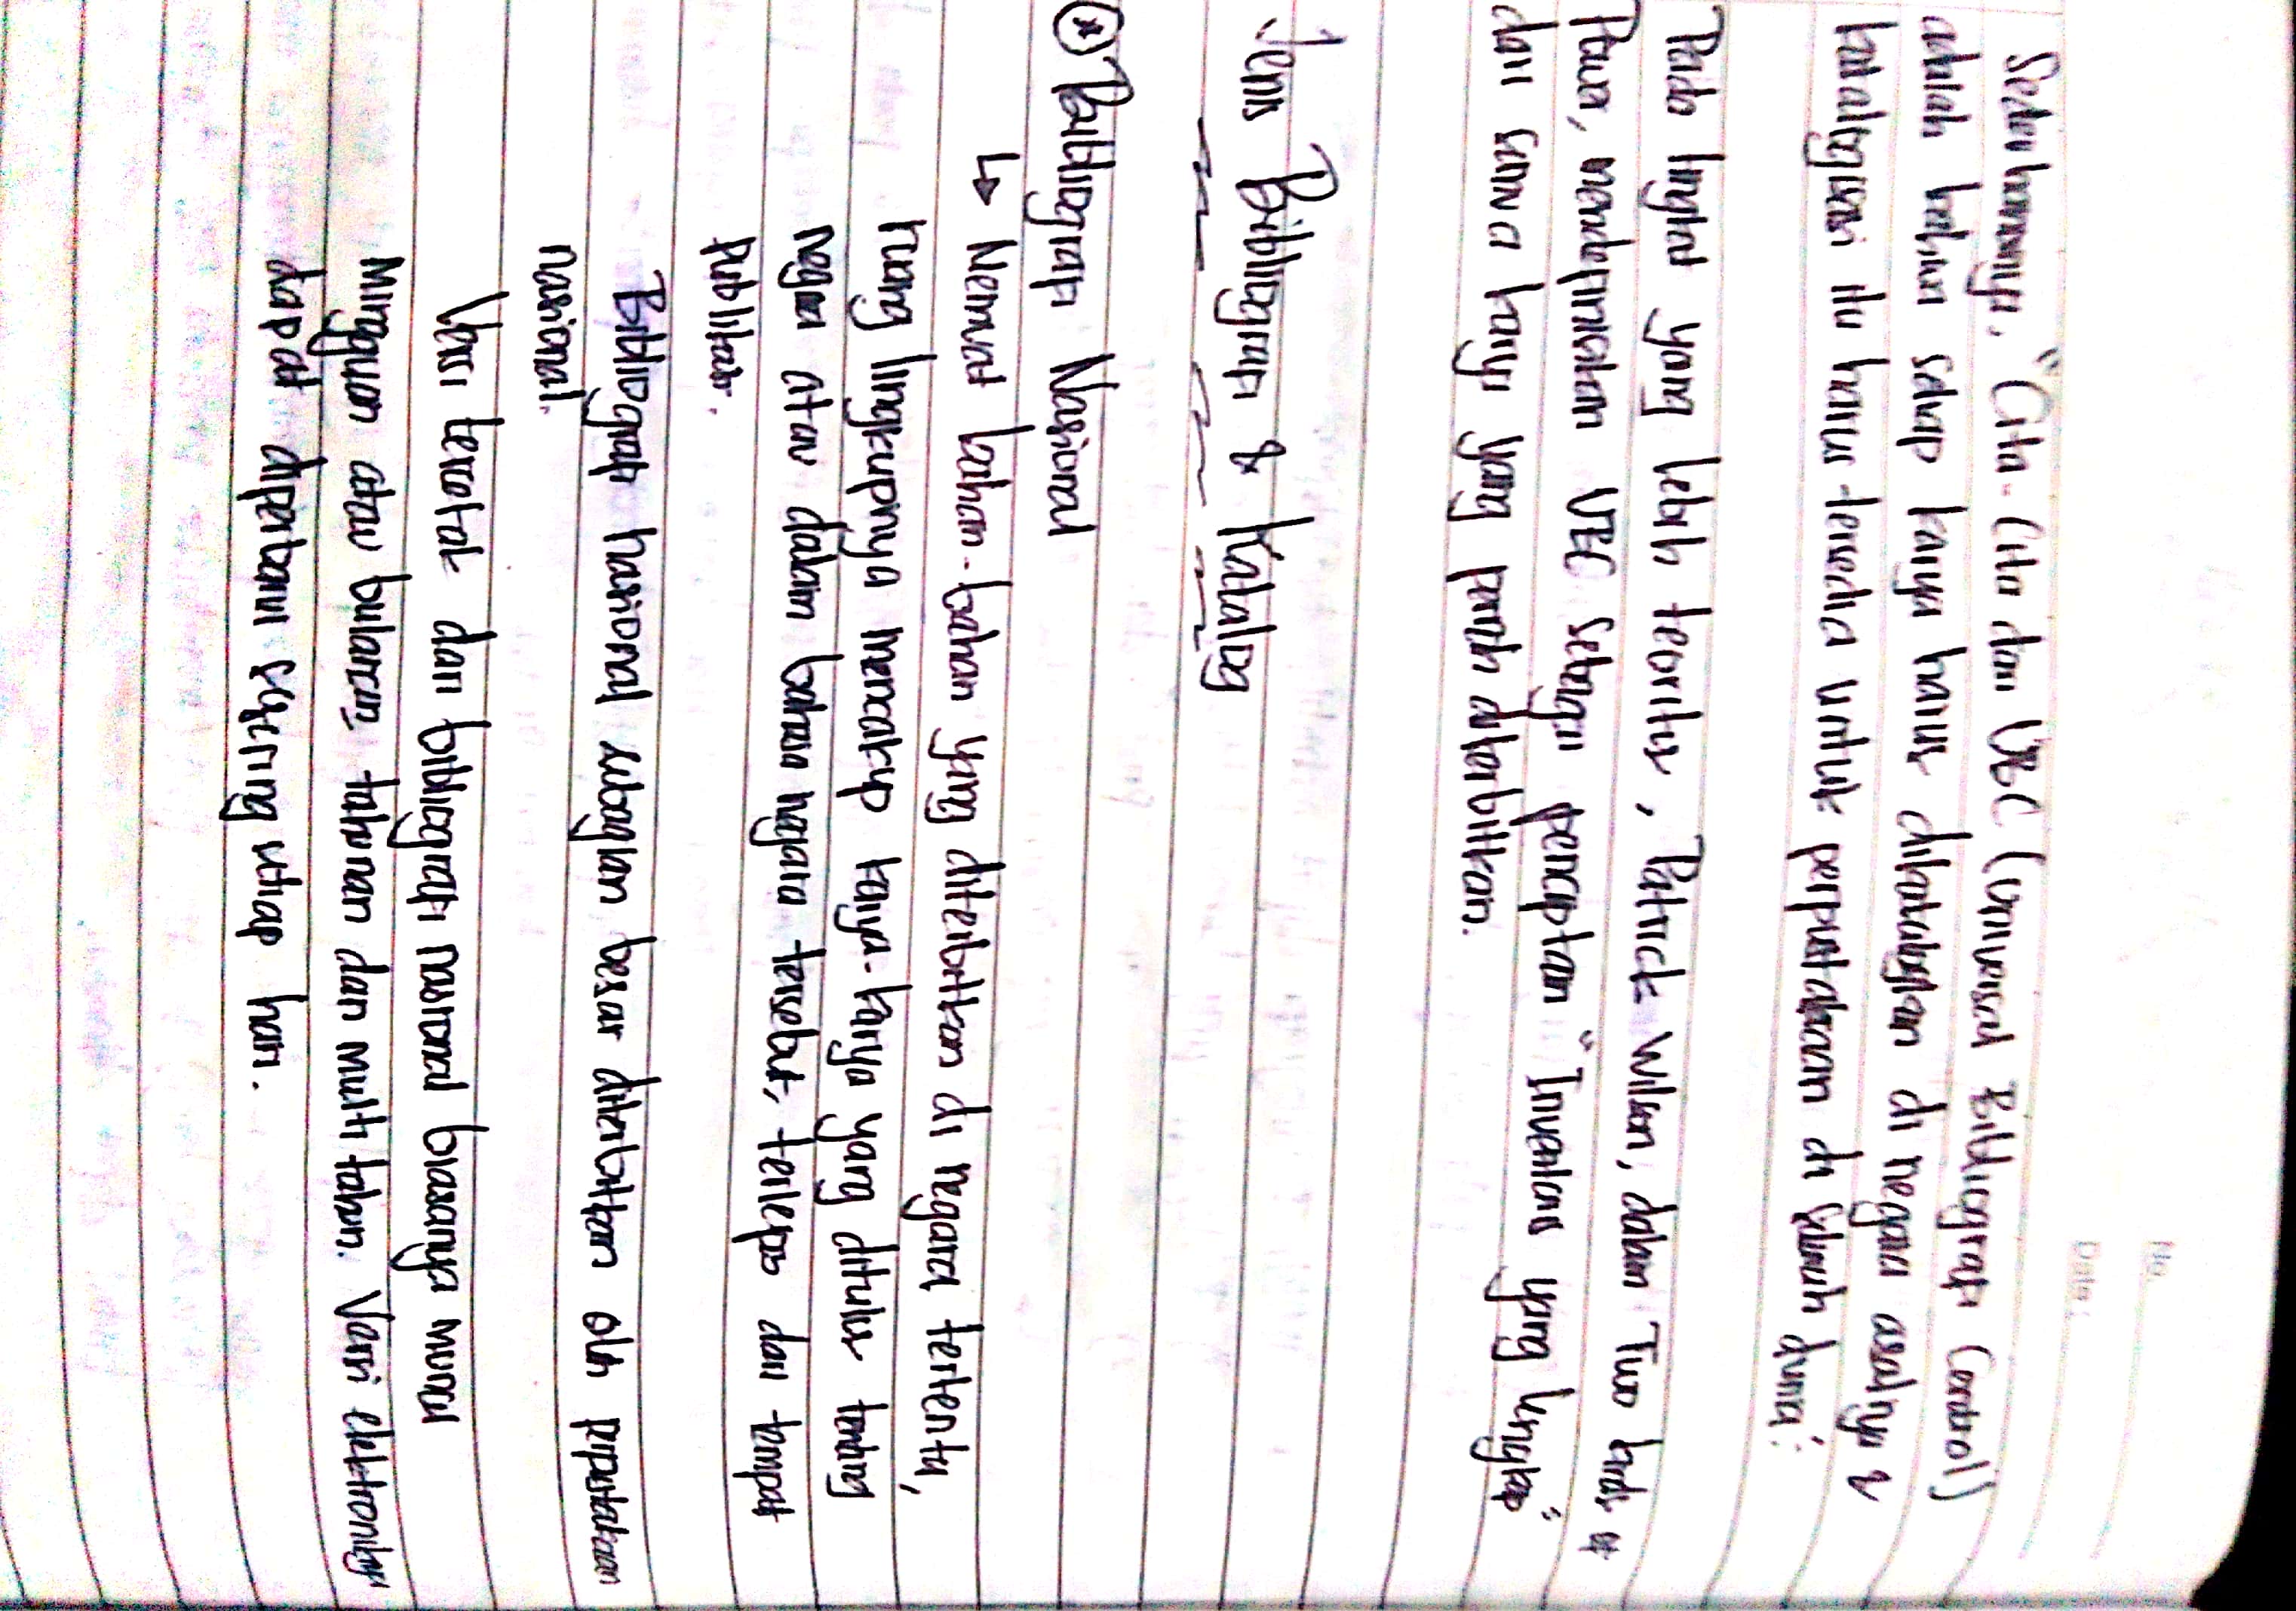 No.
Date.
Sederhananya, "Cita-Cita dari UBC (Universal Bibliografi Control)
adalah bahwa setiap karya harus dikatalogkan di negara asalnya &
katalogisasi itu harus tersedia untuk perpustakaan di seluruh dunia".
Pada tingkat yang lebih teoritis, Patrick Wilson, dalam Two kinds of
Power, mendefinisikan UBC sebagai penciptaan "Inventaris yang lengkap"
dari semua karya yang pernah diterbitkan.
Jenis Bibliografi & Katalog
* Bibliografi Nasional
↳ Memuat bahan-bahan yang diterbitkan di negara tertentu,
ruang lingkupnya mencakup karya-karya yang ditulis tentang
negara atau dalam bahasa negara tersebut, terlepas dari tempat
publikasi.
Bibliografi nasional sebagian besar diterbitkan oleh perpustakaan
nasional.
Versi tercetak dari bibliografi nasional biasanya muncul
mingguan atau bulanan, tahunan dan multi tahun. Versi elektroniknya
dapat diperbarui sesering setiap hari.